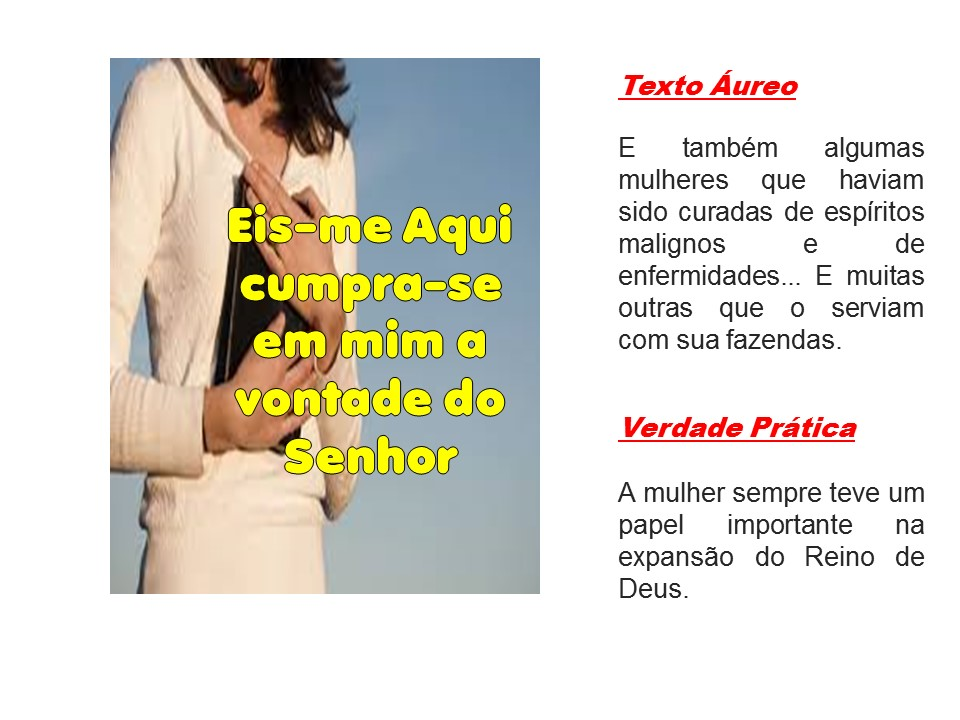 Eis-me Aqui
cumpra-se
em mim a
vontade do
Senhor
Texto Áureo
E também algumas
mulheres que haviam
sido curadas de espíritos
malignos e de
enfermidades... E muitas
outras que o serviam
com sua fazendas.
Verdade Prática
A mulher sempre teve um
papel importante na
expansão do Reino de
Deus.